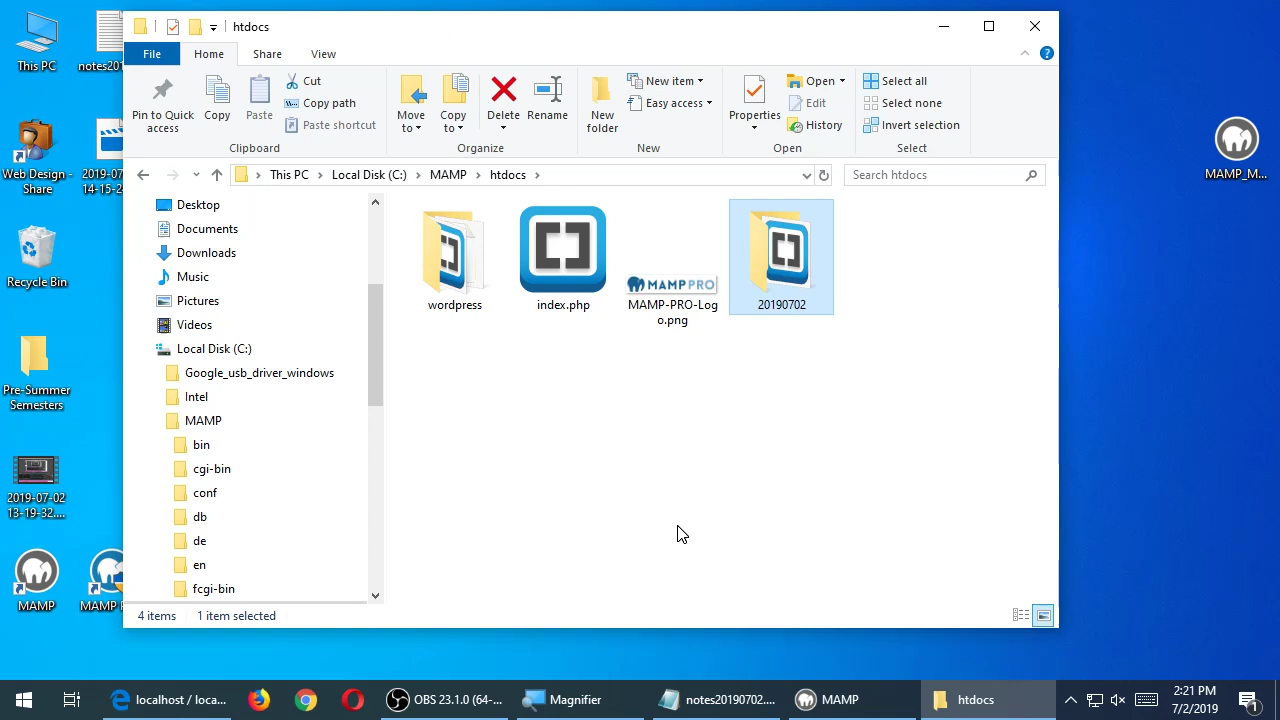 This PC
notes201
Web Design -
Share
2019-07
14-15-2
Recycle Bin
Pre-Summer
Semesters
2019-07-02
13-19-32....
MAMP
MAMP P
MAMP_M...
htdocs
File
Home
Share
View
Pin to Quick
access
Copy
Paste
Cut
Copy path
Paste shortcut
Clipboard
Move
to
Copy
to
Delete
Rename
Organize
New
folder
New item
Easy access
New
Properties
Open
Edit
History
Open
Select all
Select none
Invert selection
Select
This PC
Local Disk (C:)
MAMP
htdocs
Search htdocs
Desktop
Documents
Downloads
Music
Pictures
Videos
Local Disk (C:)
Google_usb_driver_windows
Intel
MAMP
bin
cgi-bin
conf
db
de
en
fcgi-bin
wordpress
index.php
MAMP PRO
MAMP-PRO-Log
o.png
20190702
4 items
1 item selected
localhost / loca...
OBS 23.1.0 (64-...
Magnifier
notes20190702....
MAMP
htdocs
2:21 PM
7/2/2019
1